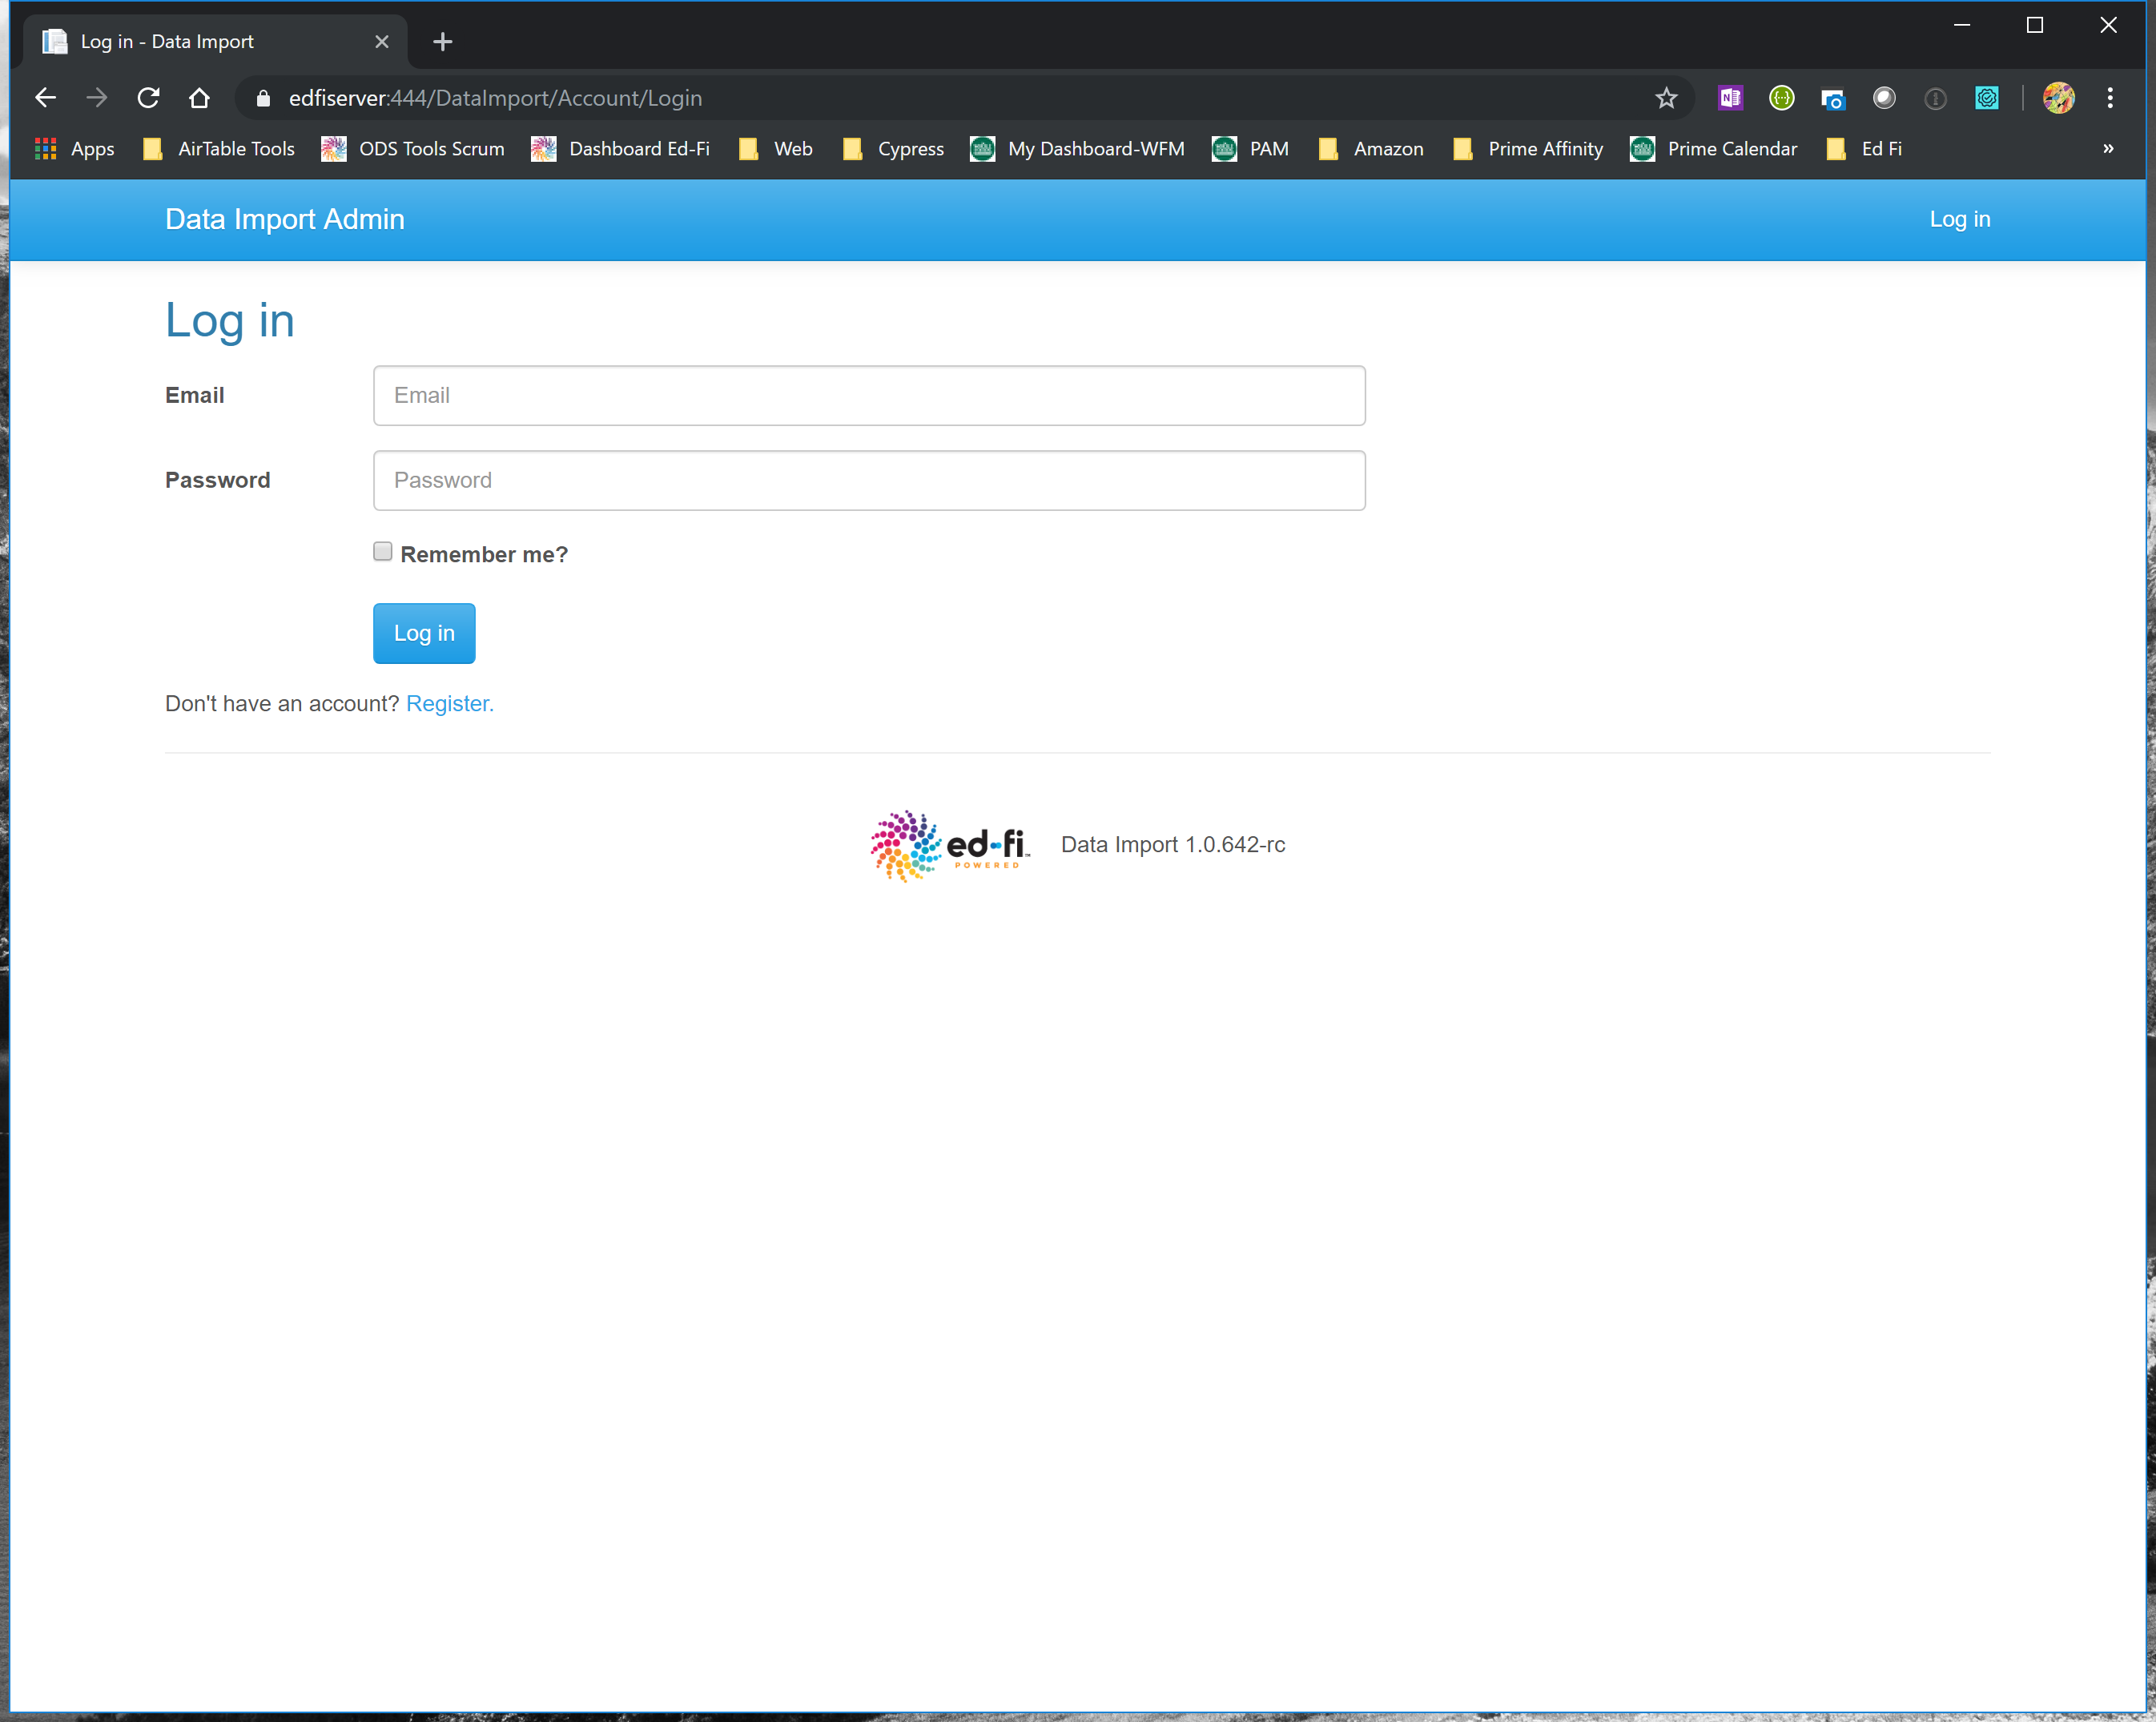 Log in - Data Import
edfiserver:444/DataImport/Account/Login
Apps AirTable Tools ODS Tools Scrum Dashboard Ed-Fi Web Cypress My Dashboard-WFM PAM Amazon Prime Affinity Prime Calendar Ed Fi »
Data Import Admin Log in
Log in
Email Email
Password Password
Remember me?
Log in
Don't have an account? Register.
ed-fi™ Data Import 1.0.642-rc
POWERED